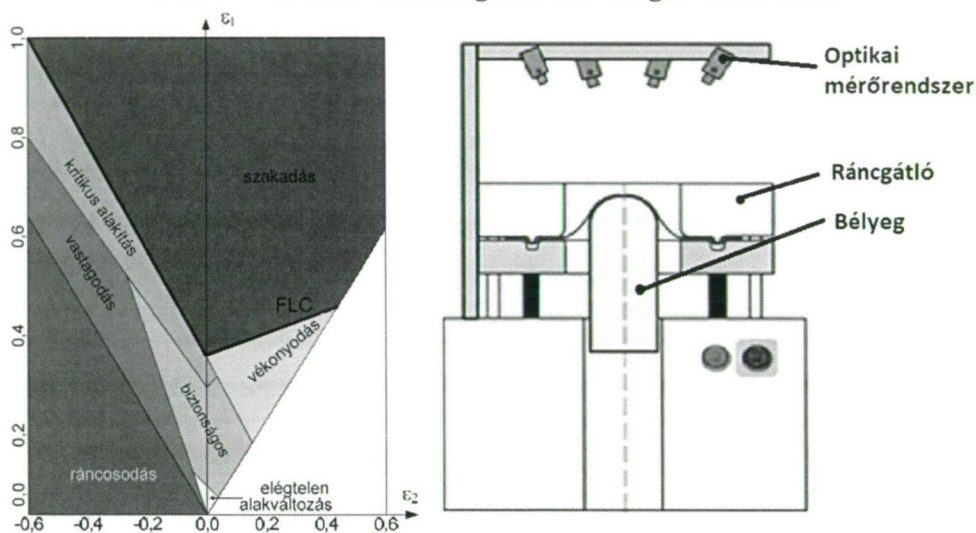 ε₁
1,0
0,8
0,6
0,4
0,2
0,0
szakadás
kritikus alakítás
vastagodás
FLC
vékonyodás
biztonságos
ráncosodás
elégtelen
alakváltozás
ε₂
-0,6
-0,4
-0,2
0,0
0,2
0,4
0,6
Optikai
mérőrendszer
Ráncgátló
Bélyeg